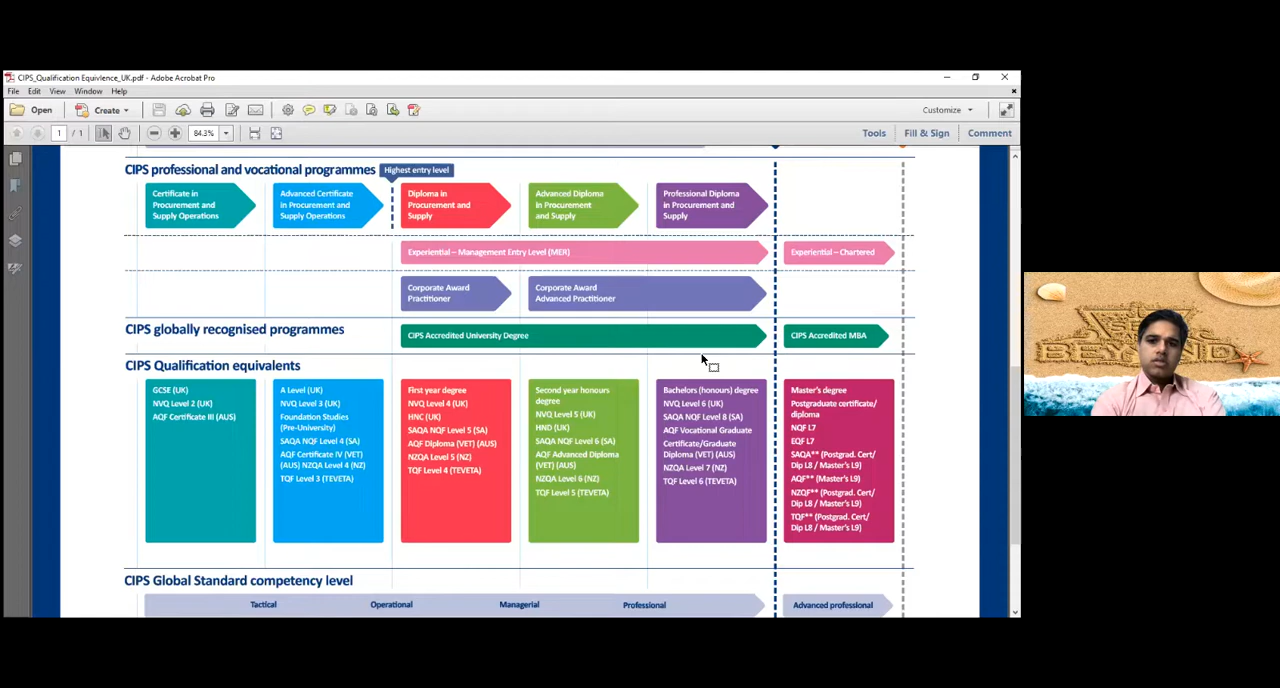 CIPS_Qualification Equivlence_UK.pdf - Adobe Acrobat Pro
File Edit View Window Help
Open Create Customize
1 / 1 84.3% Tools Fill & Sign Comment
CIPS professional and vocational programmes
Highest entry level
Certificate in
Procurement and
Supply Operations
Advanced Certificate
in Procurement and
Supply Operations
Diploma in
Procurement and
Supply
Advanced Diploma
in Procurement
and Supply
Professional Diploma
in Procurement and
Supply
Experiential – Management Entry Level (MER)
Experiential – Chartered
Corporate Award
Practitioner
Corporate Award
Advanced Practitioner
CIPS globally recognised programmes
CIPS Accredited University Degree
CIPS Accredited MBA
CIPS Qualification equivalents
GCSE (UK)
NVQ Level 2 (UK)
AQF Certificate III (AUS)
A Level (UK)
NVQ Level 3 (UK)
Foundation Studies
(Pre-University)
SAQA NQF Level 4 (SA)
AQF Certificate IV (VET)
(AUS) NZQA Level 4 (NZ)
TQF Level 3 (TEVETA)
First year degree
NVQ Level 4 (UK)
HNC (UK)
SAQA NQF Level 5 (SA)
AQF Diploma (VET) (AUS)
NZQA Level 5 (NZ)
TQF Level 4 (TEVETA)
Second year honours
degree
NVQ Level 5 (UK)
HND (UK)
SAQA NQF Level 6 (SA)
AQF Advanced Diploma
(VET) (AUS)
NZQA Level 6 (NZ)
TQF Level 5 (TEVETA)
Bachelors (honours) degree
NVQ Level 6 (UK)
SAQA NQF Level 8 (SA)
AQF Vocational Graduate
Certificate/Graduate
Diploma (VET) (AUS)
NZQA Level 7 (NZ)
TQF Level 6 (TEVETA)
Master's degree
Postgraduate certificate/
diploma
NQF L7
EQF L7
SAQA** (Postgrad. Cert/
Dip L8 / Master's L9)
AQF** (Master's L9)
NZQF** (Postgrad. Cert/
Dip L8 / Master's L9)
TQF** (Postgrad. Cert/
Dip L8 / Master's L9)
CIPS Global Standard competency level
Tactical Operational Managerial Professional Advanced professional